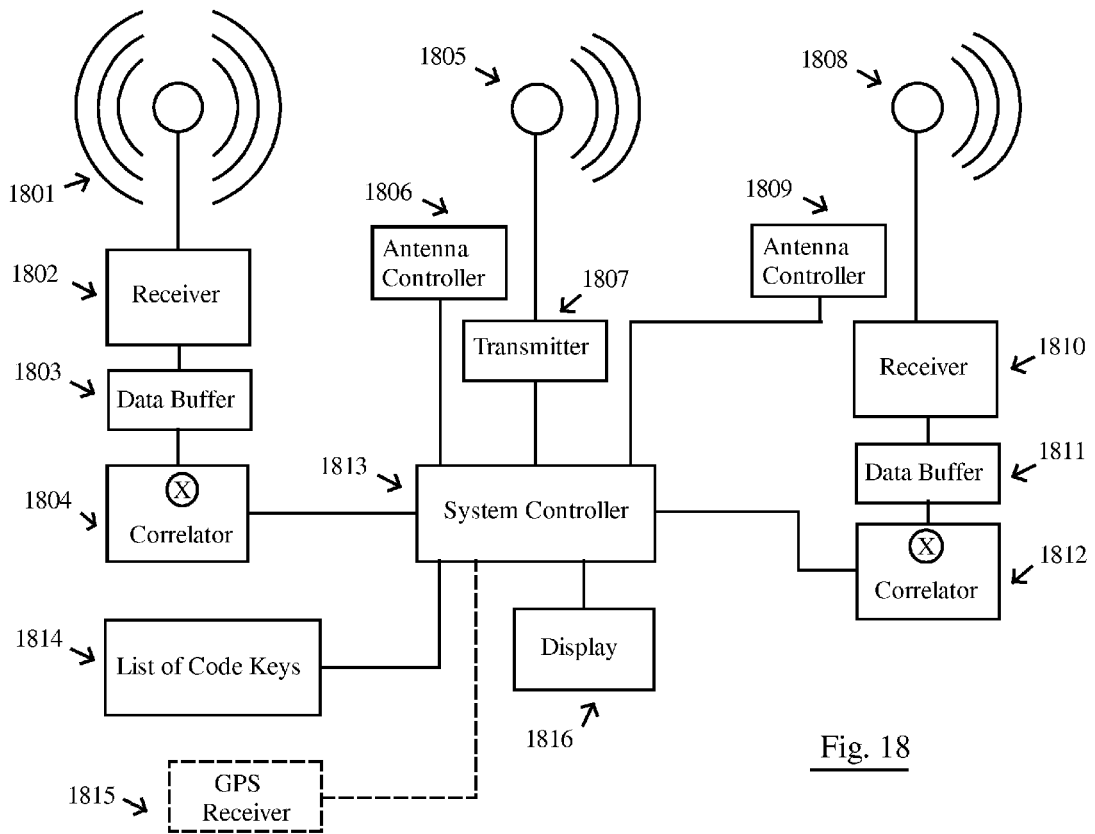 1801
1805
1808
1806
1809
Antenna
Controller
Antenna
Controller
1802
Receiver
1807
Transmitter
1810
Receiver
1803
Data Buffer
1811
Data Buffer
1804
X
Correlator
1813
System Controller
1812
X
Correlator
1814
List of Code Keys
Display
1816
1815
GPS
Receiver
Fig. 18